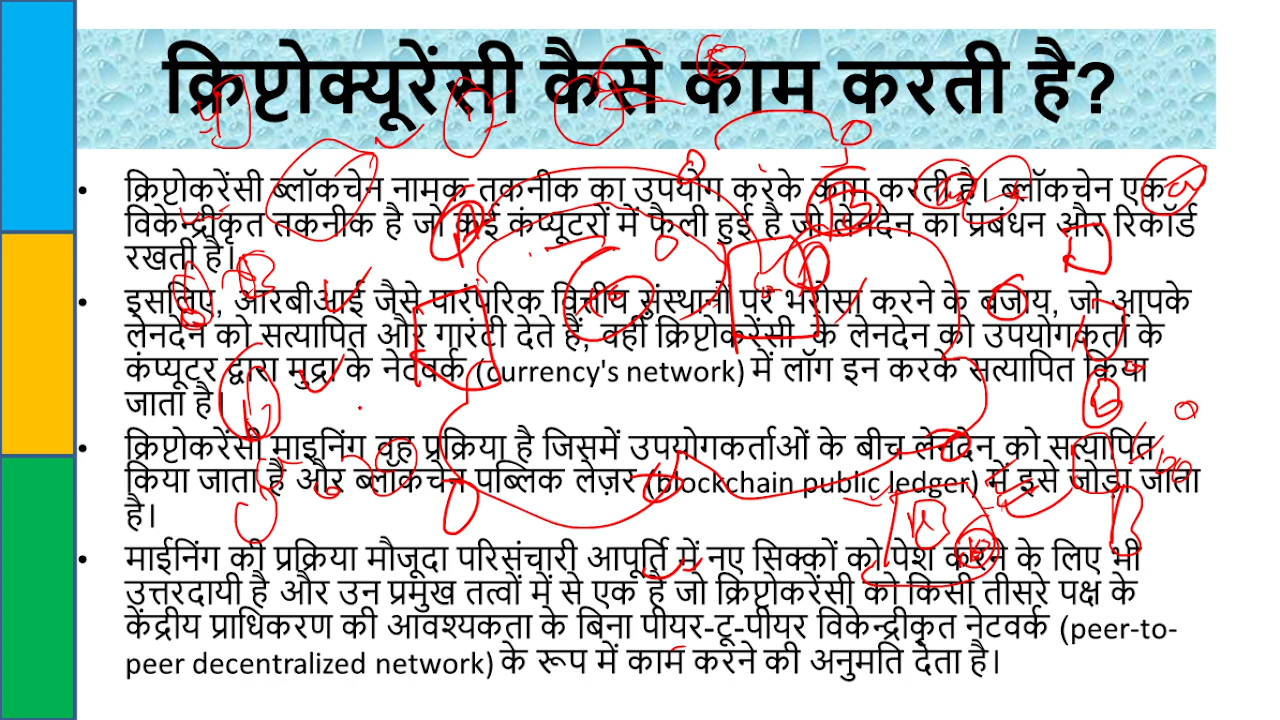 क्रिप्टोक्यूरेंसी कैसे काम करती है?
• क्रिप्टोकरेंसी ब्लॉकचेन नामक तकनीक का उपयोग करके काम करती है। ब्लॉकचेन एक
विकेन्द्रीकृत तकनीक है जो कई कंप्यूटरों में फैली हुई है जो लेनदेन का प्रबंधन और रिकॉर्ड
रखती है।
• इसलिए, आरबीआई जैसे पारंपरिक वित्तीय संस्थानों पर भरोसा करने के बजाय, जो आपके
लेनदेन को सत्यापित और गारंटी देते हैं, वहीं क्रिप्टोकरेंसी के लेनदेन को उपयोगकर्ता के
कंप्यूटर द्वारा मुद्रा के नेटवर्क (currency's network) में लॉग इन करके सत्यापित किया
जाता है।
• क्रिप्टोकरेंसी माइनिंग वह प्रक्रिया है जिसमें उपयोगकर्ताओं के बीच लेनदेन को सत्यापित
किया जाता है और ब्लॉकचेन पब्लिक लेज़र (blockchain public ledger) में इसे जोड़ा जाता
है।
• माईनिंग की प्रक्रिया मौजूदा परिसंचारी आपूर्ति में नए सिक्कों को पेश करने के लिए भी
उत्तरदायी है और उन प्रमुख तत्वों में से एक है जो क्रिप्टोकरेंसी को किसी तीसरे पक्ष के
केंद्रीय प्राधिकरण की आवश्यकता के बिना पीयर-टू-पीयर विकेन्द्रीकृत नेटवर्क (peer-to-
peer decentralized network) के रूप में काम करने की अनुमति देता है।